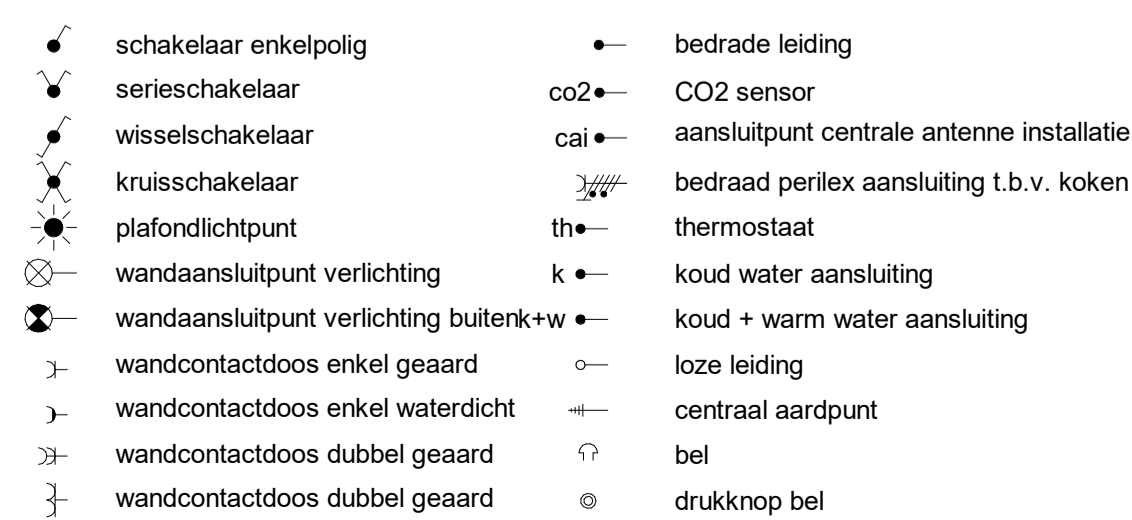 schakelaar enkelpolig
serieschakelaar
wisselschakelaar
kruisschakelaar
plafondlichtpunt
wandaansluitpunt verlichting
wandaansluitpunt verlichting buiten
wandcontactdoos enkel geaard
wandcontactdoos enkel waterdicht
wandcontactdoos dubbel geaard
wandcontactdoos dubbel geaard
bedrade leiding
co2 CO2 sensor
cai aansluitpunt centrale antenne installatie
bedraad perilex aansluiting t.b.v. koken
th thermostaat
k koud water aansluiting
k+w koud + warm water aansluiting
loze leiding
centraal aardpunt
bel
drukknop bel